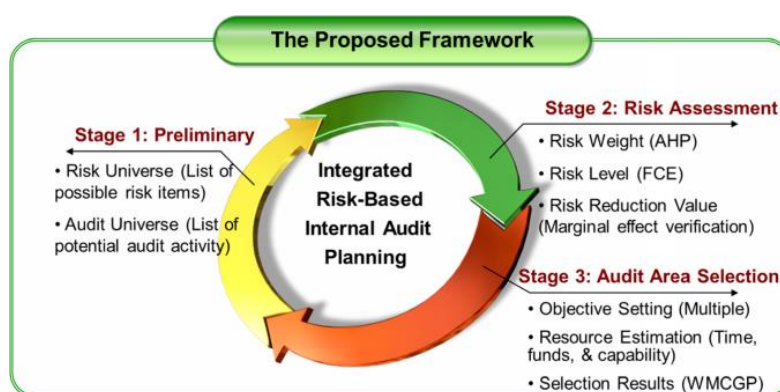 The Proposed Framework
Stage 1: Preliminary
• Risk Universe (List of
possible risk items)
• Audit Universe (List of
potential audit activity)
Integrated
Risk-Based
Internal Audit
Planning
Stage 2: Risk Assessment
• Risk Weight (AHP)
• Risk Level (FCE)
• Risk Reduction Value
(Marginal effect verification)
Stage 3: Audit Area Selection
• Objective Setting (Multiple)
• Resource Estimation (Time,
funds, & capability)
• Selection Results (WMCGP)